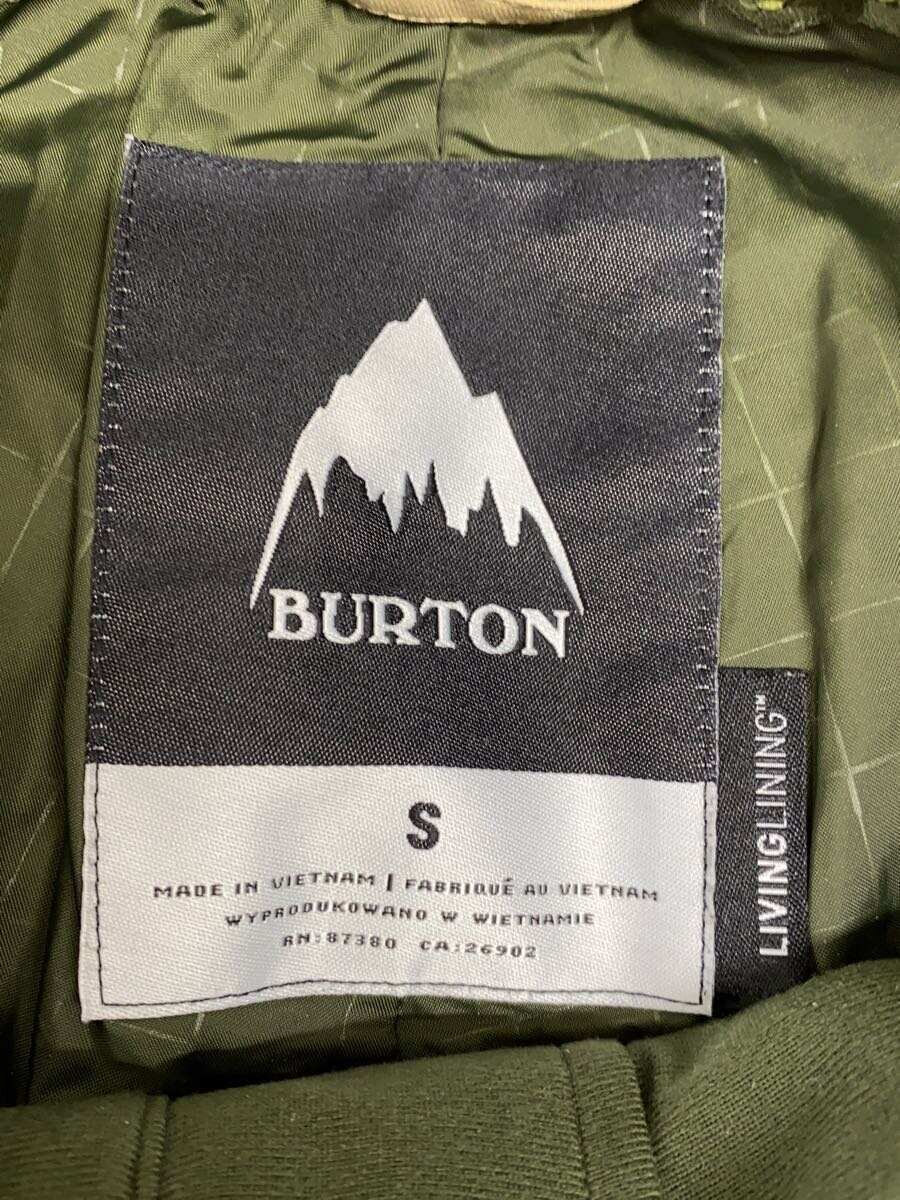 BURTON
S
MADE IN VIETNAM | FABRIQUÉ AU VIETNAM
WYPRODUKOWANO W WIETNAMIE
RN:87380 CA:26902
LIVINGLINING™